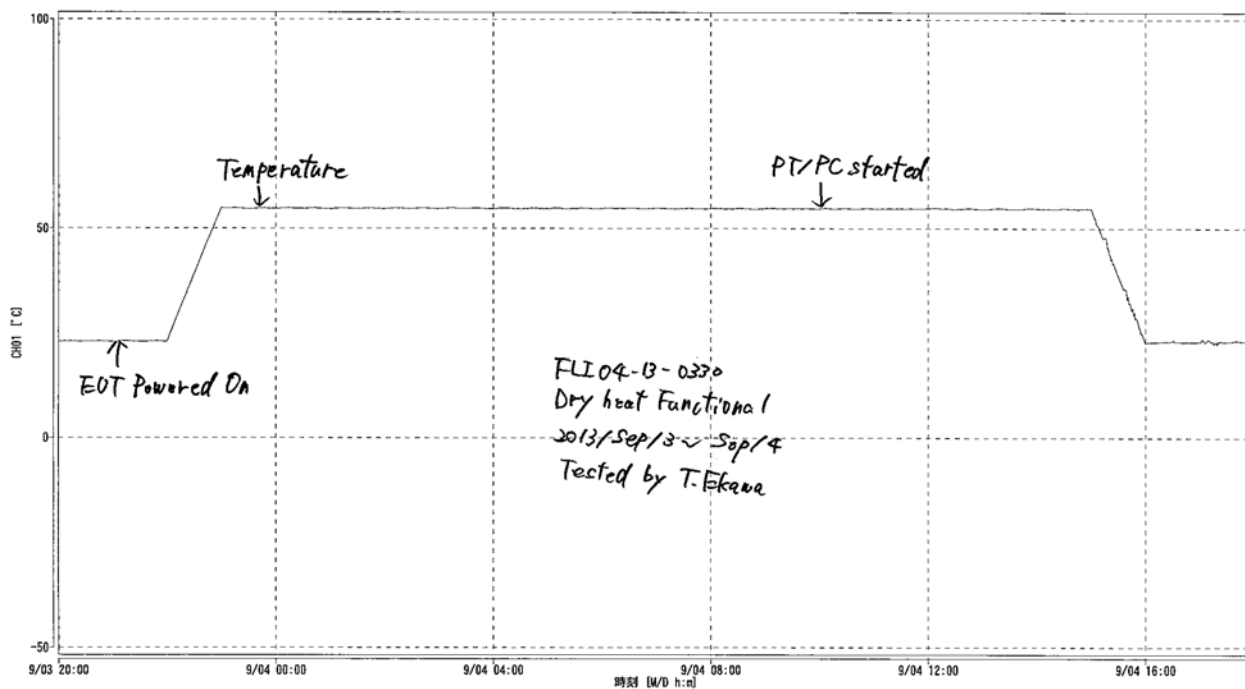 100
Temperature
PT/PC started
50
CH01 [°C]
EUT Powered On
FLI04-13-0330
Dry heat Functional
2013/Sep/3 ~ Sep/4
Tested by T. Ekawa
0
-50
9/03 20:00
9/04 00:00
9/04 04:00
9/04 08:00
9/04 12:00
9/04 16:00
時刻 [M/D h:m]